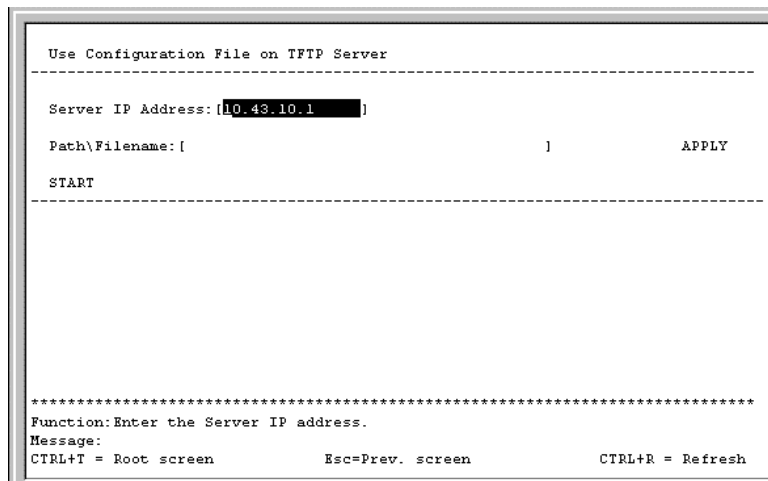 Use Configuration File on TFTP Server
--------------------------------------------------------------------------------
Server IP Address:[10.43.10.1     ]
Path\Filename:[                                        ]              APPLY
START
--------------------------------------------------------------------------------
********************************************************************************
Function:Enter the Server IP address.
Message:
CTRL+T = Root screen            Esc=Prev. screen              CTRL+R = Refresh